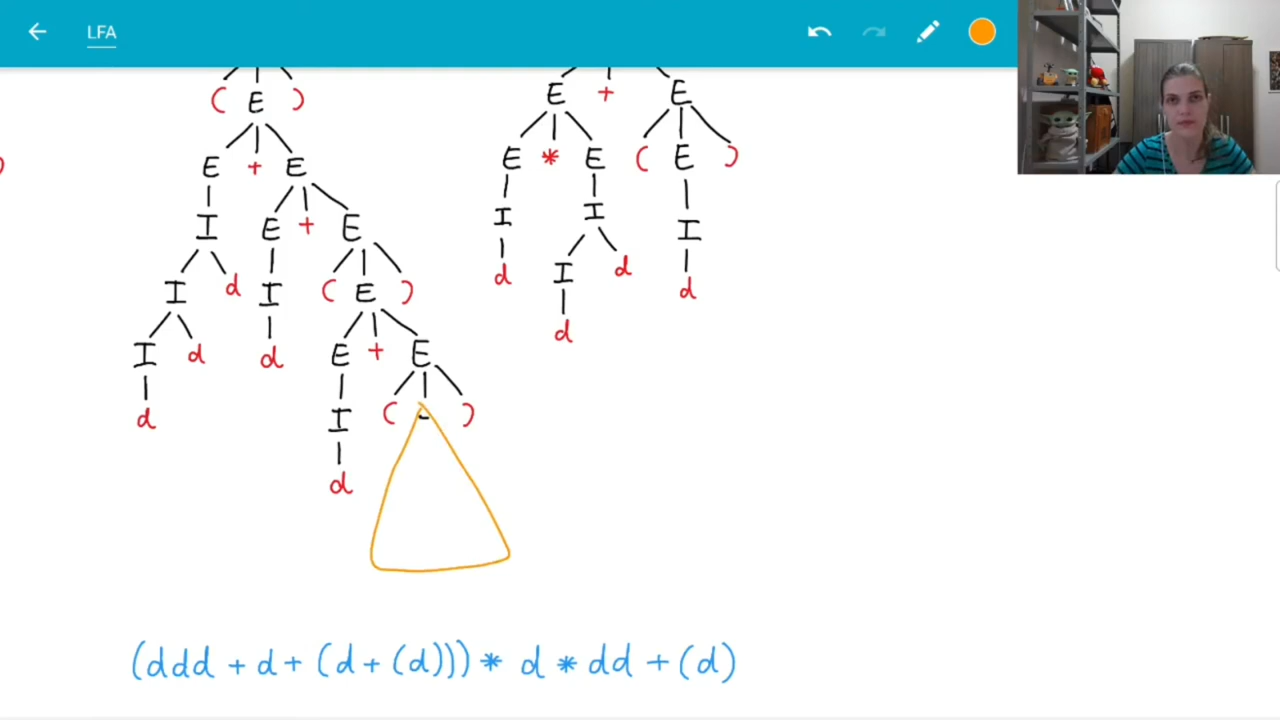 LFA
( E ) E + E
) E + E E * E ( E )
I E + E I I I
I d I ( E ) d I d d
I d d E + E d
d I ( )
d
(ddd + d + (d + (d))) * d * dd + (d)